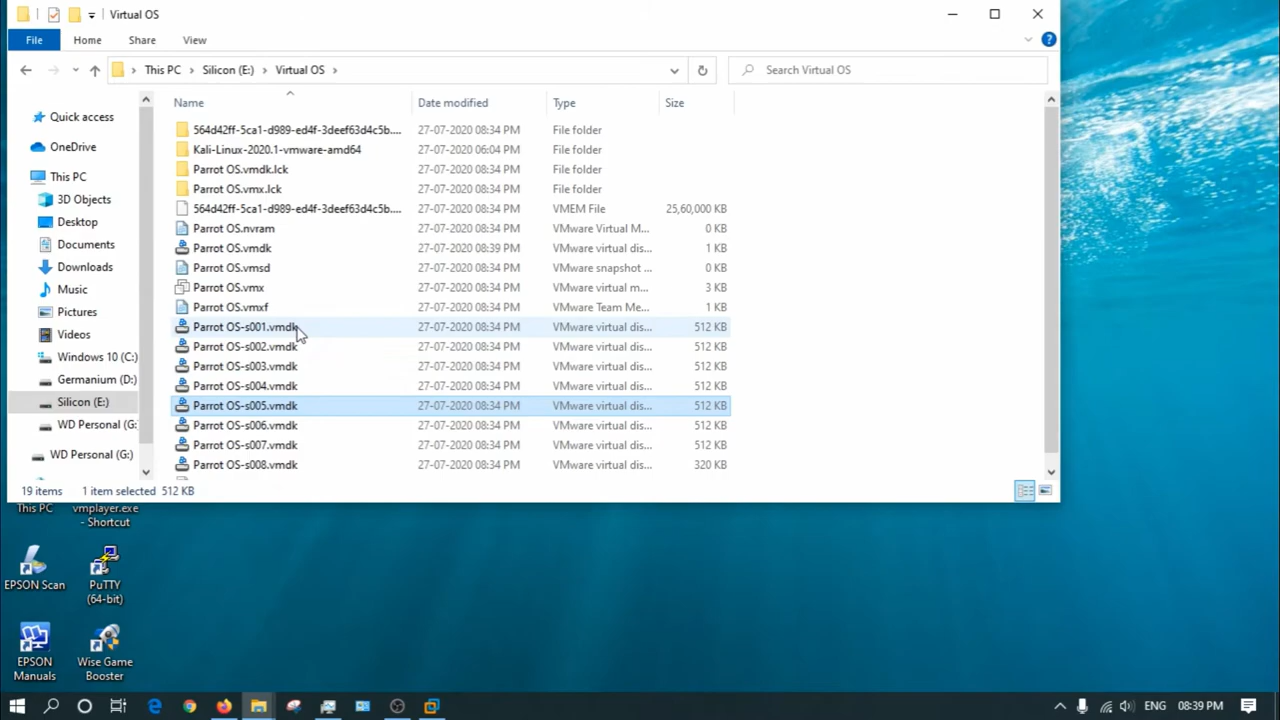 Virtual OS
File Home Share View
This PC Silicon (E:) Virtual OS
Search Virtual OS
Name Date modified Type Size
Quick access
OneDrive
This PC
3D Objects
Desktop
Documents
Downloads
Music
Pictures
Videos
Windows 10 (C:)
Germanium (D:)
Silicon (E:)
WD Personal (G:
WD Personal (G:)
564d42ff-5ca1-d989-ed4f-3deef63d4c5b.... 27-07-2020 08:34 PM File folder
Kali-Linux-2020.1-vmware-amd64 27-07-2020 06:04 PM File folder
Parrot OS.vmdk.lck 27-07-2020 08:34 PM File folder
Parrot OS.vmx.lck 27-07-2020 08:34 PM File folder
564d42ff-5ca1-d989-ed4f-3deef63d4c5b.... 27-07-2020 08:34 PM VMEM File 25,60,000 KB
Parrot OS.nvram 27-07-2020 08:34 PM VMware Virtual M... 0 KB
Parrot OS.vmdk 27-07-2020 08:39 PM VMware virtual dis... 1 KB
Parrot OS.vmsd 27-07-2020 08:34 PM VMware snapshot ... 0 KB
Parrot OS.vmx 27-07-2020 08:34 PM VMware virtual m... 3 KB
Parrot OS.vmxf 27-07-2020 08:34 PM VMware Team Me... 1 KB
Parrot OS-s001.vmdk 27-07-2020 08:34 PM VMware virtual dis... 512 KB
Parrot OS-s002.vmdk 27-07-2020 08:34 PM VMware virtual dis... 512 KB
Parrot OS-s003.vmdk 27-07-2020 08:34 PM VMware virtual dis... 512 KB
Parrot OS-s004.vmdk 27-07-2020 08:34 PM VMware virtual dis... 512 KB
Parrot OS-s005.vmdk 27-07-2020 08:34 PM VMware virtual dis... 512 KB
Parrot OS-s006.vmdk 27-07-2020 08:34 PM VMware virtual dis... 512 KB
Parrot OS-s007.vmdk 27-07-2020 08:34 PM VMware virtual dis... 512 KB
Parrot OS-s008.vmdk 27-07-2020 08:34 PM VMware virtual dis... 320 KB
19 items 1 item selected 512 KB
This PC
vmplayer.exe
- Shortcut
EPSON Scan
PuTTY
(64-bit)
EPSON
Manuals
Wise Game
Booster
ENG 08:39 PM